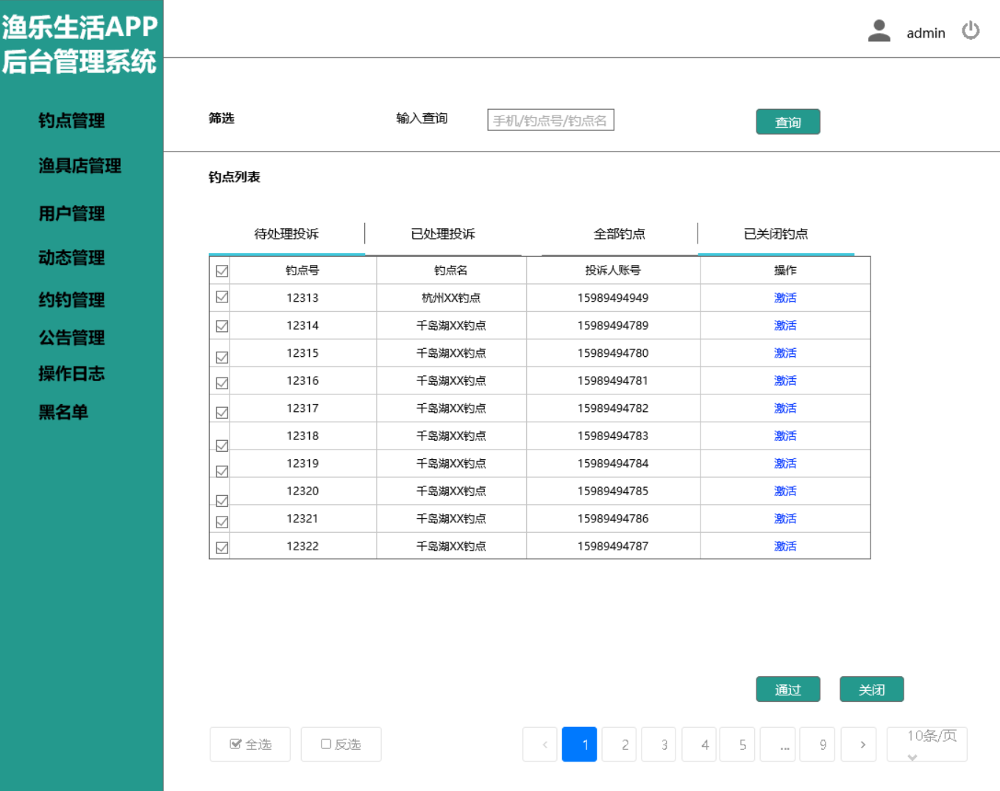 渔乐生活APP
后台管理系统
admin
钓点管理
渔具店管理
用户管理
动态管理
约钓管理
公告管理
操作日志
黑名单
筛选 输入查询 手机/钓点号/钓点名 查询
钓点列表
待处理投诉 已处理投诉 全部钓点 已关闭钓点
钓点号 钓点名 投诉人账号 操作
12313 杭州XX钓点 15989494949 激活
12314 千岛湖XX钓点 15989494789 激活
12315 千岛湖XX钓点 15989494780 激活
12316 千岛湖XX钓点 15989494781 激活
12317 千岛湖XX钓点 15989494782 激活
12318 千岛湖XX钓点 15989494783 激活
12319 千岛湖XX钓点 15989494784 激活
12320 千岛湖XX钓点 15989494785 激活
12321 千岛湖XX钓点 15989494786 激活
12322 千岛湖XX钓点 15989494787 激活
通过 关闭
全选 反选 < 1 2 3 4 5 ... 9 > 10条/页